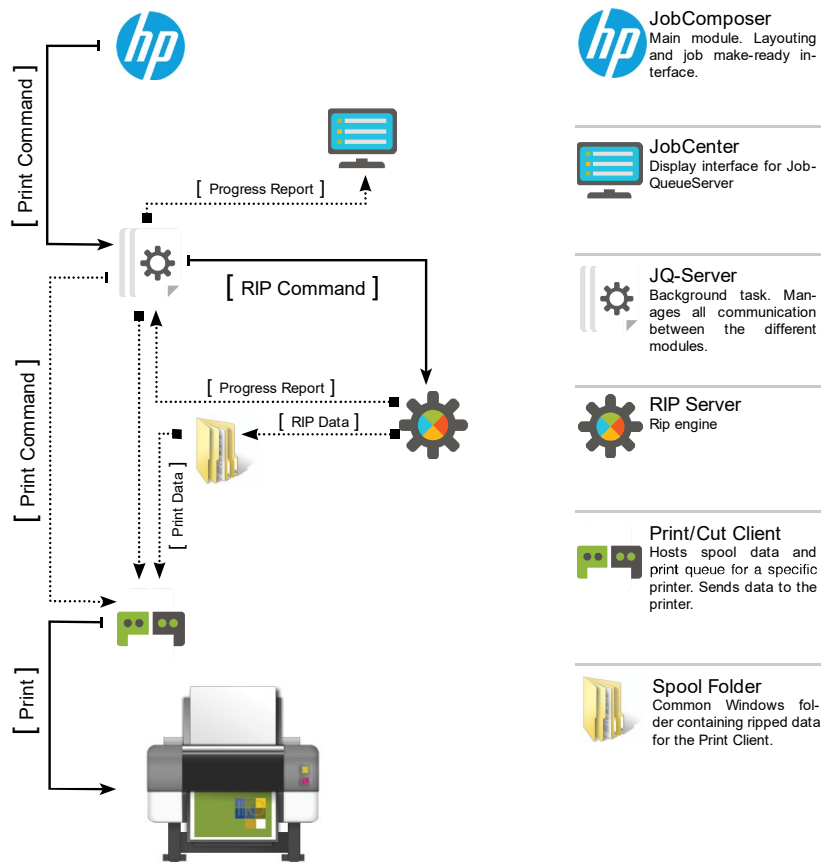 hp
[ Print Command ]
[ Progress Report ]
[ RIP Command ]
[ Progress Report ]
[ RIP Data ]
[ Print Data ]
[ Print Command ]
[ Print ]
hp
JobComposer
Main module. Layouting
and job make-ready in-
terface.
JobCenter
Display interface for Job-
QueueServer
JQ-Server
Background task. Man-
ages all communication
between the different
modules.
RIP Server
Rip engine
Print/Cut Client
Hosts spool data and
print queue for a specific
printer. Sends data to the
printer.
Spool Folder
Common Windows fol-
der containing ripped data
for the Print Client.